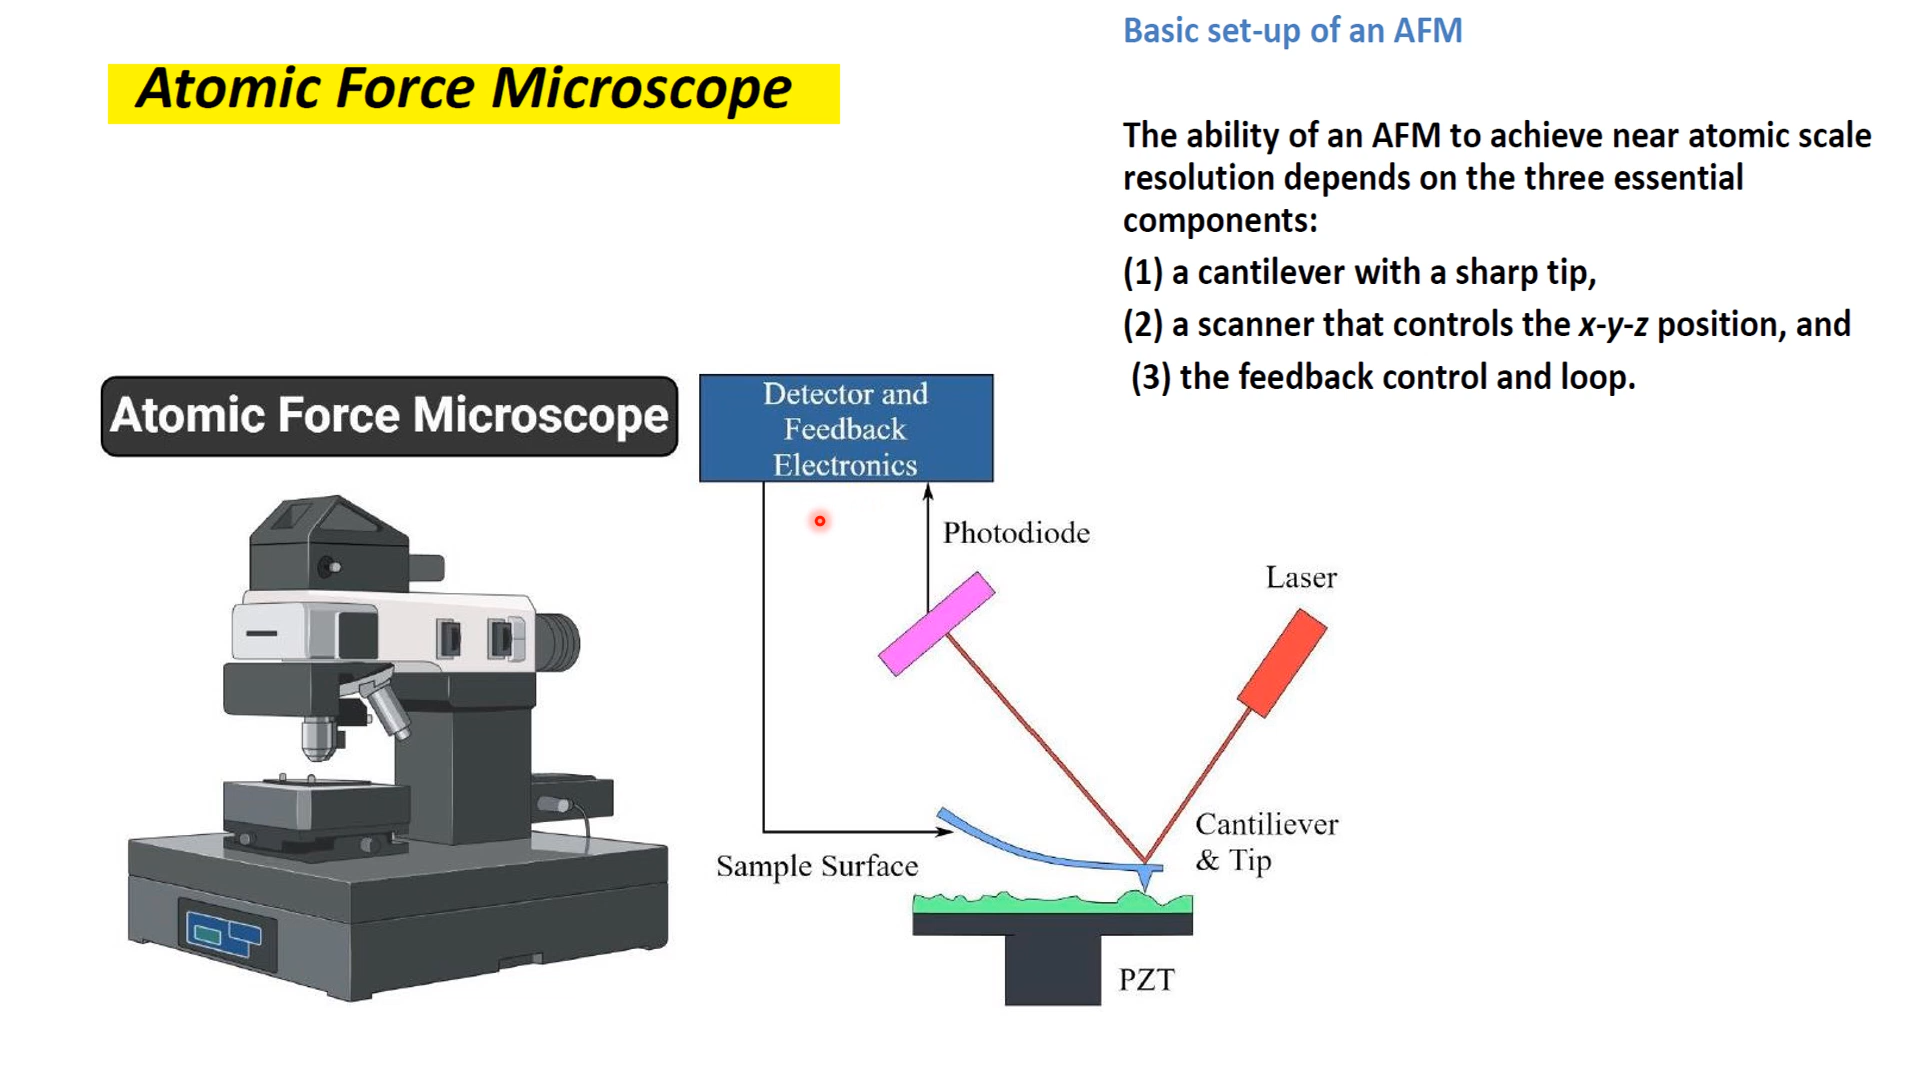 Atomic Force Microscope
Basic set-up of an AFM
The ability of an AFM to achieve near atomic scale
resolution depends on the three essential
components:
(1) a cantilever with a sharp tip,
(2) a scanner that controls the x-y-z position, and
(3) the feedback control and loop.
Atomic Force Microscope
Detector and
Feedback
Electronics
Photodiode
Laser
Cantiliever
& Tip
Sample Surface
PZT